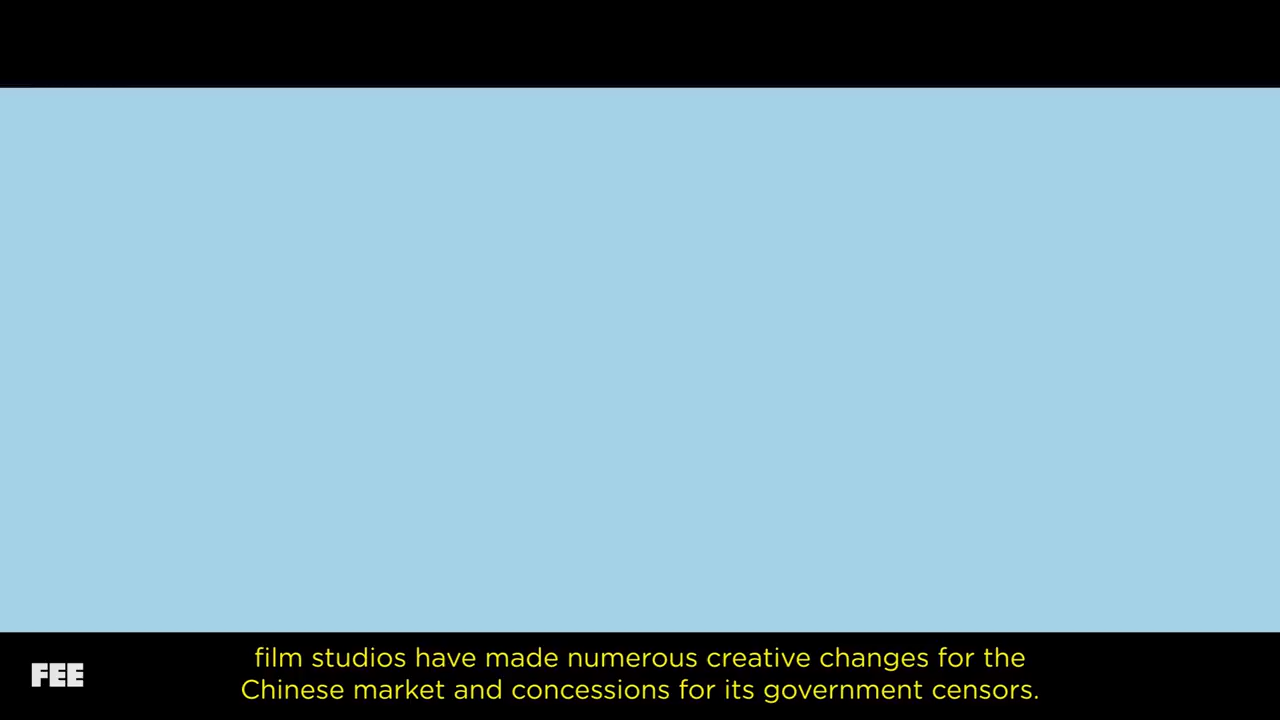 film studios have made numerous creative changes for the
Chinese market and concessions for its government censors.
FEE